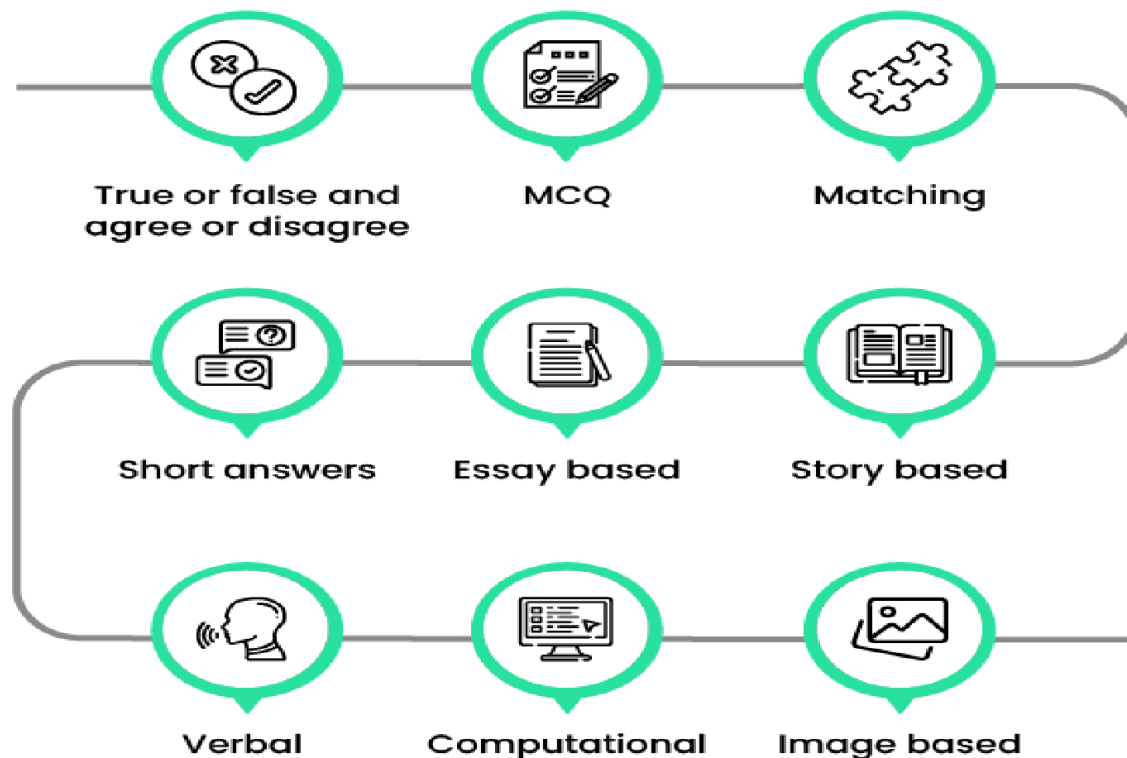 True or false and
agree or disagree
MCQ
Matching
Short answers
Essay based
Story based
Verbal
Computational
Image based